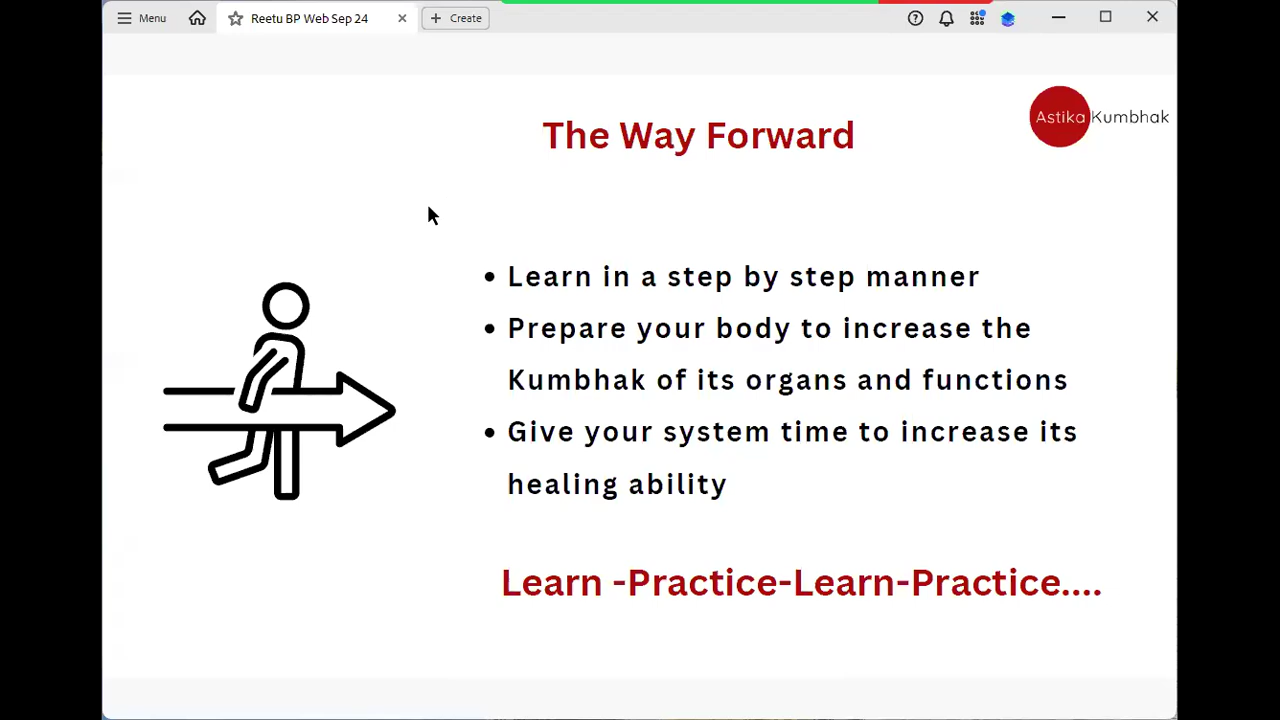 Menu
Reetu BP Web Sep 24
Create
The Way Forward
Astika Kumbhak
• Learn in a step by step manner
• Prepare your body to increase the
Kumbhak of its organs and functions
• Give your system time to increase its
healing ability
Learn -Practice-Learn-Practice....